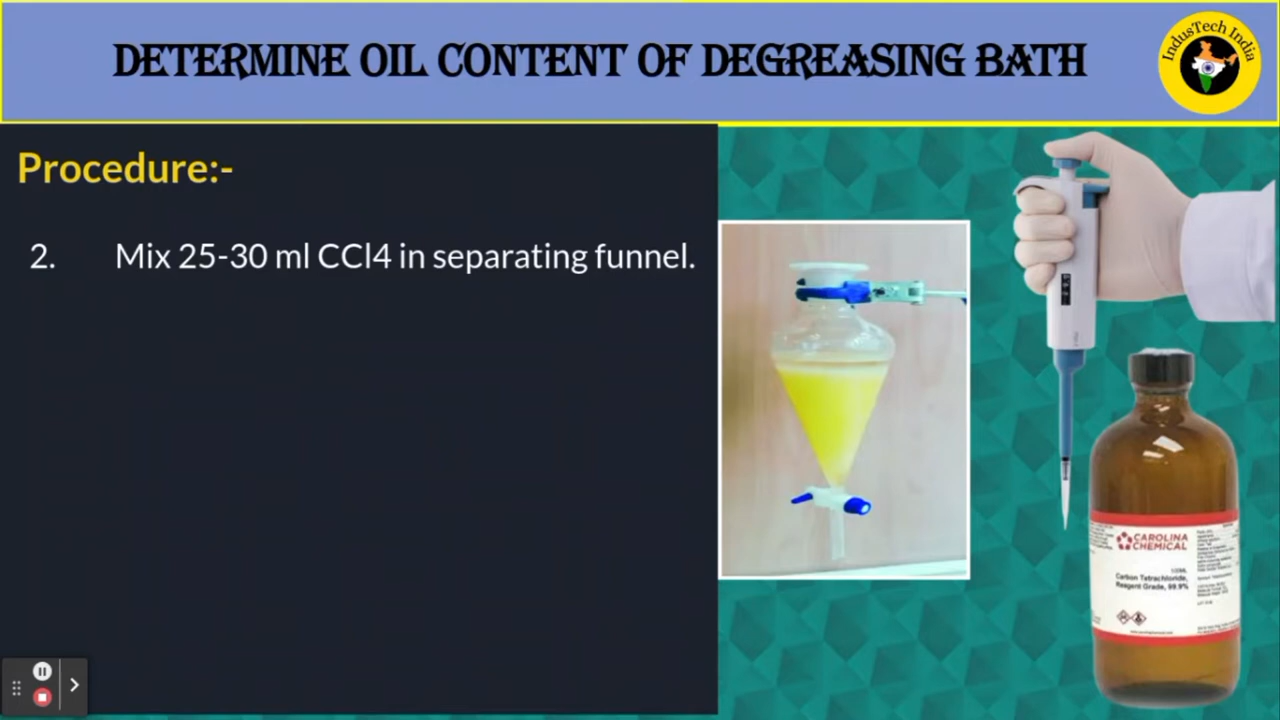 DETERMINE OIL CONTENT OF DEGREASING BATH
IndusTech India
Procedure:-
2. Mix 25-30 ml CCl4 in separating funnel.
CAROLINA
CHEMICAL
Carbon Tetrachloride,
Reagent Grade, 99.9%